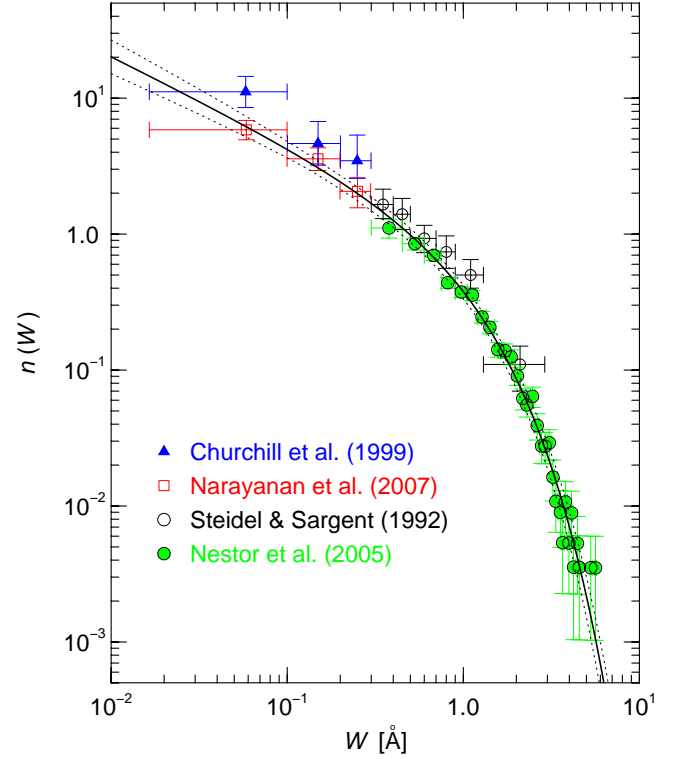 10^1
1.0
10^-1
10^-2
10^-3
n (W)
Churchill et al. (1999)
Narayanan et al. (2007)
Steidel & Sargent (1992)
Nestor et al. (2005)
10^-2 10^-1 1.0 10^1
W [Å]